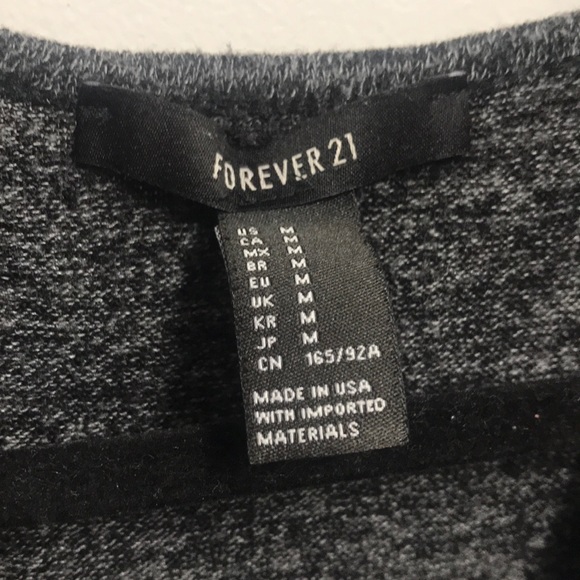 FOREVER 21
US M
CA M
MX M
BR M
EU M
UK M
KR M
JP M
CN 165/92A
MADE IN USA
WITH IMPORTED
MATERIALS